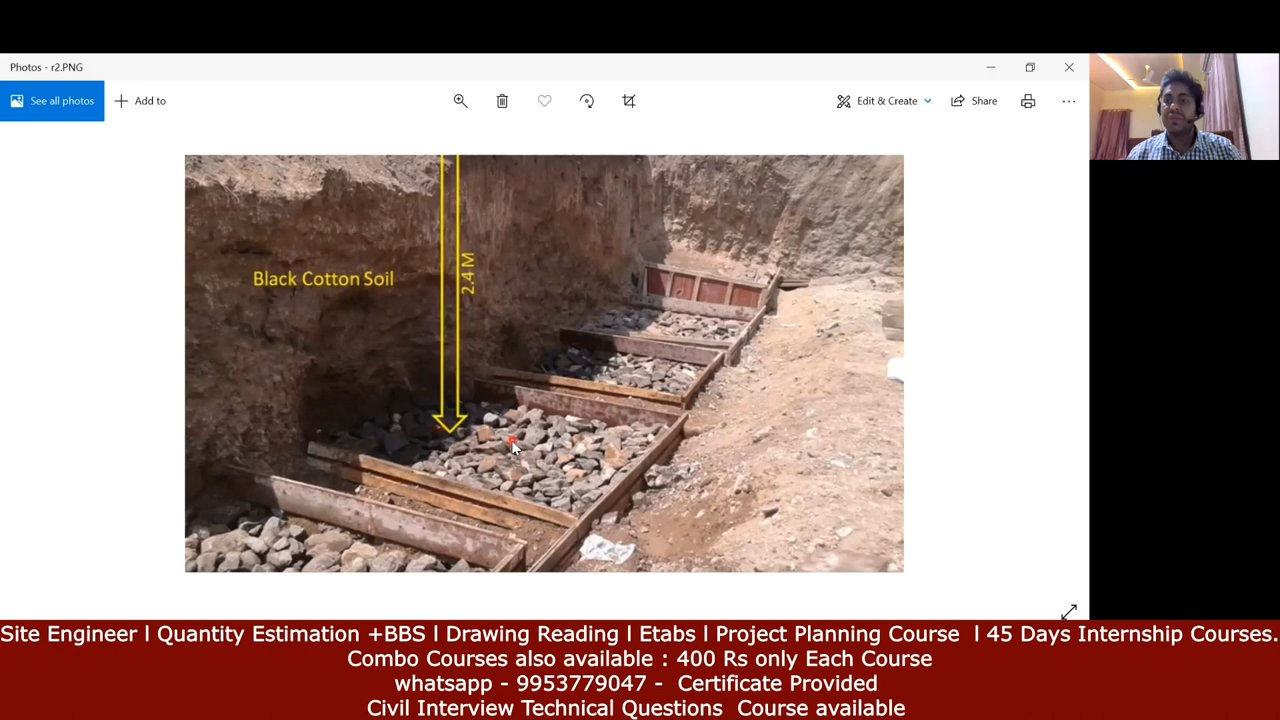 Photos - r2.PNG
See all photos
Add to
Edit & Create
Share
Black Cotton Soil
2.4 M
Site Engineer l Quantity Estimation +BBS l Drawing Reading l Etabs l Project Planning Course l 45 Days Internship Courses.
Combo Courses also available : 400 Rs only Each Course
whatsapp - 9953779047 - Certificate Provided
Civil Interview Technical Questions Course available